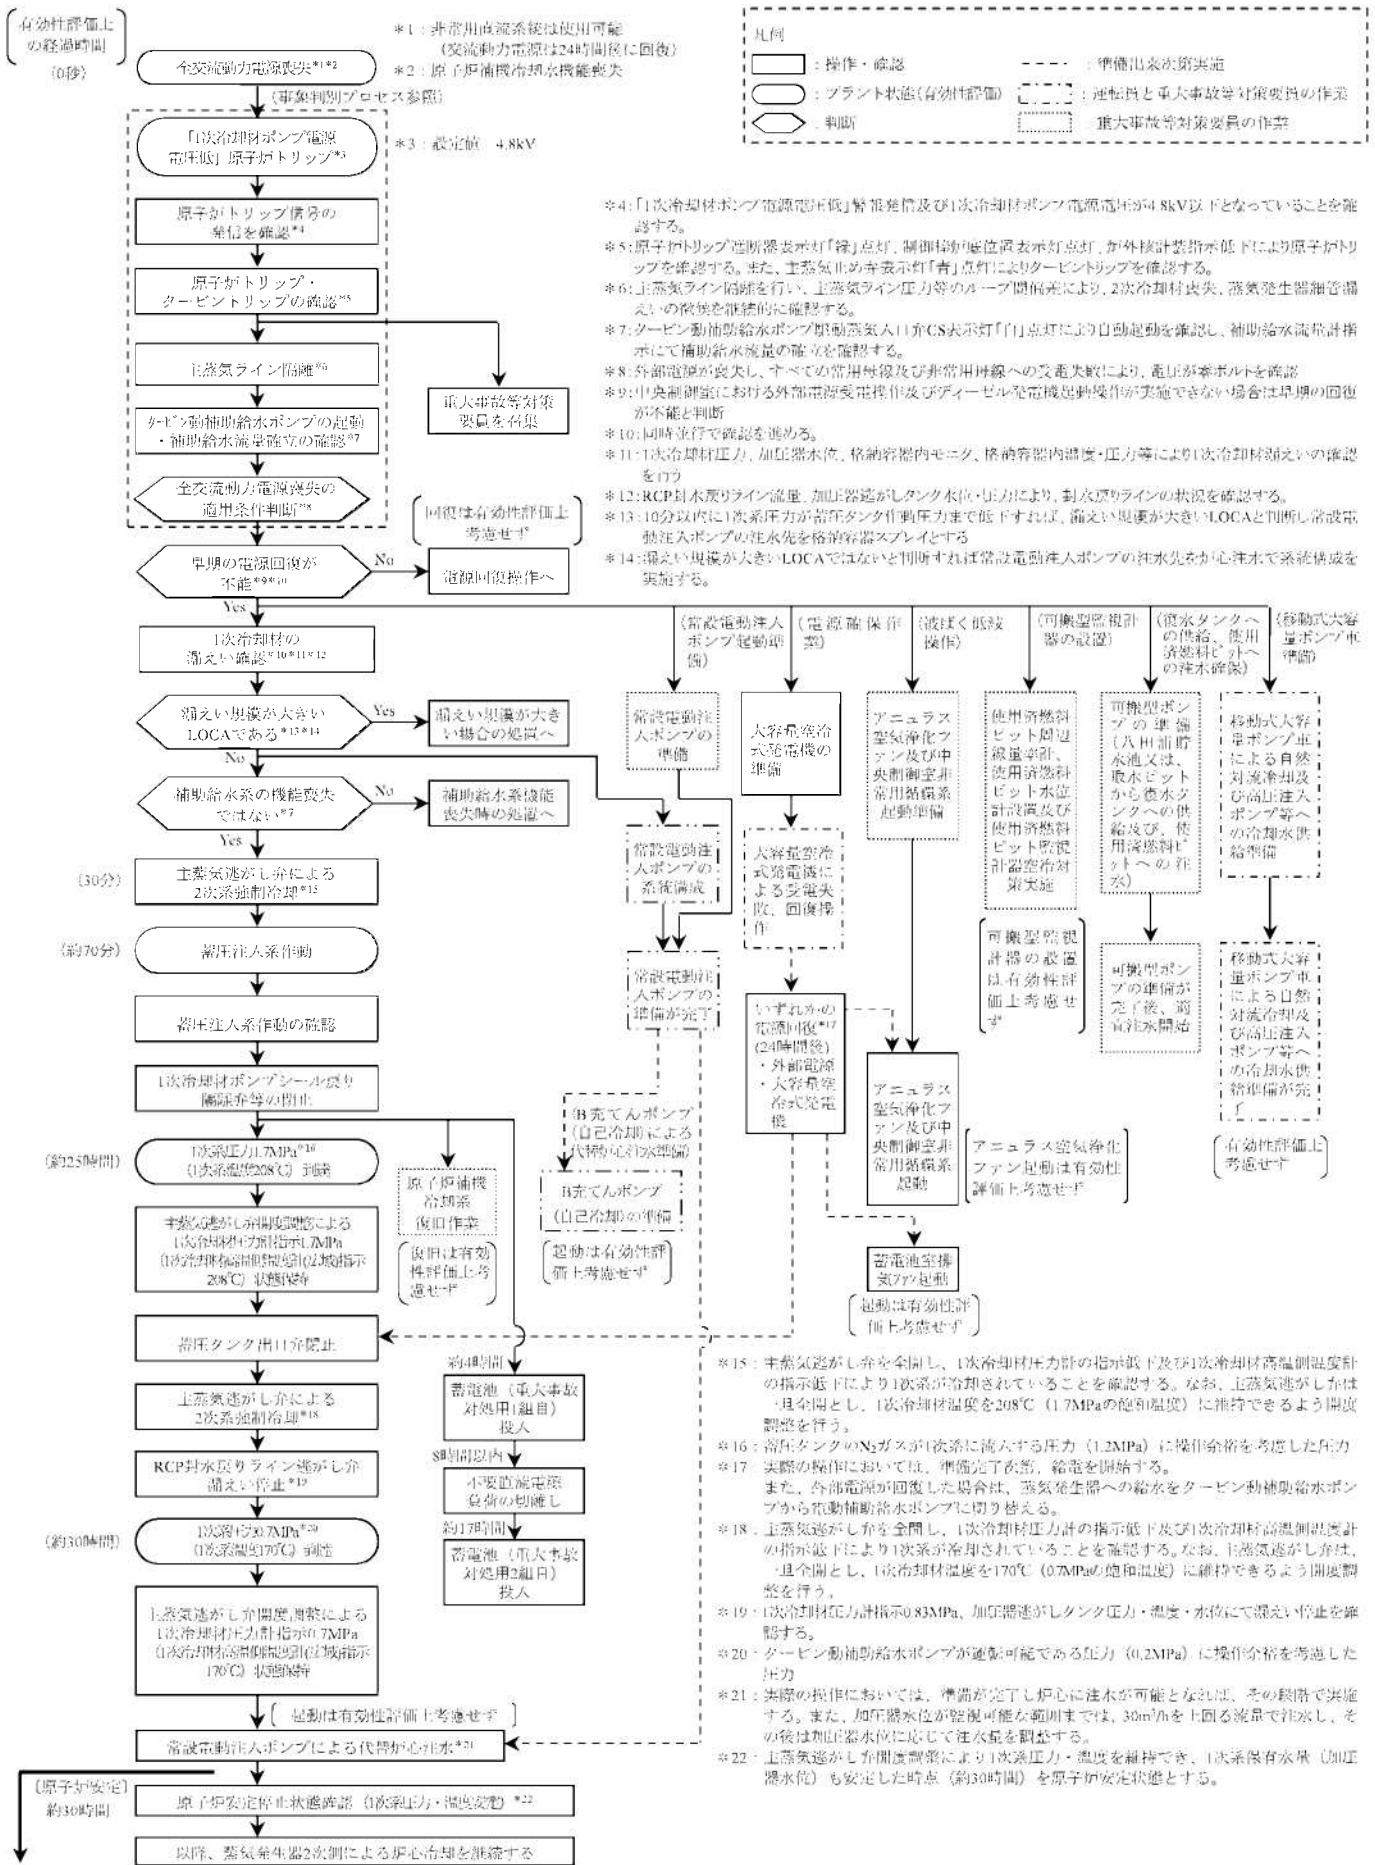 有効性評価上
の経過時間
(0秒)
全交流動力電源喪失*1*2
*1：非常用直流系統は使用可能
(交流動力電源は24時間後に回復)
*2：原子炉補機冷却水機能喪失
(事象判別プロセス参照)
凡例
：操作・確認
：プラント状態(有効性評価)
：判断
：準備出来次第実施
：運転員と重大事故等対策要員の作業
：重大事故等対策要員の作業
「1次冷却材ポンプ電源
電圧低」原子炉トリップ*3
*3：設定値 4.8kV
原子炉トリップ信号の
発信を確認*4
原子炉トリップ・
タービントリップの確認*5
主蒸気ライン隔離*6
重大事故等対策
要員を召集
タービン動補助給水ポンプの起動
・補助給水流量確立の確認*7
全交流動力電源喪失の
適用条件判断*8
早期の電源回復が
不能*9*10
No
回復は有効性評価上
考慮せず
電源回復操作へ
Yes
*4：「1次冷却材ポンプ電源電圧低」警報発信及び1次冷却材ポンプ電源電圧が4.8kV以下となっていることを確
認する。
*5：原子炉トリップ遮断器表示灯「緑」点灯、制御棒炉底位置表示灯点灯、炉外核計装指示低下により原子炉トリ
ップを確認する。また、主蒸気止め弁表示灯「青」点灯によりタービントリップを確認する。
*6：主蒸気ライン隔離を行い、主蒸気ライン圧力等のループ間偏差により、2次冷却材喪失、蒸気発生器細管漏
えいの徴候を継続的に確認する。
*7：タービン動補助給水ポンプ駆動蒸気入口弁CS表示灯「白」点灯により自動起動を確認し、補助給水流量計指
示にて補助給水流量の確立を確認する。
*8：外部電源が喪失し、すべての常用母線及び非常用母線への受電失敗により、電圧が零ボルトを確認
*9：中央制御室における外部電源受電操作及びディーゼル発電機起動操作が実施できない場合は早期の回復
が不能と判断
*10：同時並行で確認を進める。
*11：1次冷却材圧力、加圧器水位、格納容器内モニタ、格納容器内温度・圧力等により1次冷却材漏えいの確認
を行う
*12：RCP封水戻りライン流量、加圧器逃がしタンク水位・圧力により、封水戻りラインの状況を確認する。
*13：10分以内に1次系圧力が蓄圧タンク作動圧力まで低下すれば、漏えい規模が大きいLOCAと判断し常設電
動注入ポンプの注水先を格納容器スプレイとする
*14：漏えい規模が大きいLOCAではないと判断すれば常設電動注入ポンプの注水先を炉心注水で系統構成を
実施する。
1次冷却材の
漏えい確認*10*11*12
漏えい規模が大きい
LOCAである*13*14
Yes
漏えい規模が大き
い場合の処置へ
No
補助給水系の機能喪失
ではない*7
No
補助給水系機能
喪失時の処置へ
Yes
(30分)
主蒸気逃がし弁による
2次系強制冷却*15
(約70分)
蓄圧注入系作動
蓄圧注入系作動の確認
1次冷却材ポンプシール戻り
隔離弁等の閉止
(約25時間)
1次系圧力1.7MPa*16
(1次系温度208℃) 到達
主蒸気逃がし弁開度調整による
1次冷却材圧力計指示1.7MPa
(1次冷却材高温側温度計(広域)指示
208℃) 状態保持
蓄圧タンク出口弁閉止
主蒸気逃がし弁による
2次系強制冷却*18
RCP封水戻りライン逃がし弁
漏えい停止*19
(約30時間)
1次系圧力0.7MPa*20
(1次系温度170℃) 到達
主蒸気逃がし弁開度調整による
1次冷却材圧力計指示0.7MPa
(1次冷却材高温側温度計(広域)指示
170℃) 状態保持
起動は有効性評価上考慮せず
常設電動注入ポンプによる代替炉心注水*21
〔原子炉安定〕
約30時間
原子炉安定停止状態確認 (1次系圧力・温度安定) *22
以降、蒸気発生器2次側による炉心冷却を継続する
(常設電動注入
ポンプ起動準
備)
常設電動注
入ポンプの
準備
常設電動注
入ポンプの
系統構成
常設電動注
入ポンプの
準備が完了
(B充てんポンプ
(自己冷却)による
代替炉心注水準備)
B充てんポンプ
(自己冷却)の準備
起動は有効性評
価上考慮せず
原子炉補機
冷却系
復旧作業
復旧は有効
性評価上考
慮せず
約4時間
蓄電池（重大事故
対処用1組目）
投入
8時間以内
不要直流電源
負荷の切離し
約17時間
蓄電池（重大事故
対処用2組目）
投入
(電源確保作
業)
大容量空冷
式発電機の
準備
大容量空冷
式発電機に
よる受電失
敗、回復操
作
いずれかの
電源回復*17
(24時間後)
・外部電源
・大容量空
冷式発電
機
(被ばく低減
操作)
アニュラス
空気浄化フ
ァン及び中
央制御室非
常用循環系
起動準備
アニュラス
空気浄化フ
ァン及び中
央制御室非
常用循環系
起動
アニュラス空気浄化
ファン起動は有効性
評価上考慮せず
蓄電池室排
気ファン起動
起動は有効性評
価上考慮せず
(可搬型監視計
器の設置)
使用済燃料
ピット周辺
線量率計、
使用済燃料
ピット水位
計設置及び
使用済燃料
ピット監視
計器空冷対
策実施
可搬型監視
計器の設置
は有効性評
価上考慮せ
ず
(復水タンクへ
の供給、使用
済燃料ピットへ
の注水確保)
可搬型ポン
プの準備
(八田浦貯
水池又は、
取水ピット
から復水タ
ンクへの供
給及び、使
用済燃料ピ
ットへの注
水)
可搬型ポン
プの準備が
完了後、適
宜注水開始
(移動式大容
量ポンプ車
準備)
移動式大容
量ポンプ車
による自然
対流冷却及
び高圧注入
ポンプ等へ
の冷却水供
給準備
移動式大容
量ポンプ車
による自然
対流冷却及
び高圧注入
ポンプ等へ
の冷却水供
給準備が完
了
有効性評価上
考慮せず
*15：主蒸気逃がし弁を全開し、1次冷却材圧力計の指示低下及び1次冷却材高温側温度計
の指示低下により1次系が冷却されていることを確認する。なお、主蒸気逃がし弁は
一旦全開とし、1次冷却材温度を208℃（1.7MPaの飽和温度）に維持できるよう開度
調整を行う。
*16：蓄圧タンクのN₂ガスが1次系に流入する圧力（1.2MPa）に操作余裕を考慮した圧力
*17：実際の操作においては、準備完了次第、給電を開始する。
また、外部電源が回復した場合は、蒸気発生器への給水をタービン動補助給水ポン
プから電動補助給水ポンプに切り替える。
*18：主蒸気逃がし弁を全開し、1次冷却材圧力計の指示低下及び1次冷却材高温側温度計
の指示低下により1次系が冷却されていることを確認する。なお、主蒸気逃がし弁は、
一旦全開とし、1次冷却材温度を170℃（0.7MPaの飽和温度）に維持できるよう開度調
整を行う。
*19：1次冷却材圧力計指示0.83MPa、加圧器逃がしタンク圧力・温度・水位にて漏えい停止を確
認する。
*20：タービン動補助給水ポンプが運転可能である圧力（0.2MPa）に操作余裕を考慮した
圧力
*21：実際の操作においては、準備が完了し炉心に注水が可能となれば、その段階で実施
する。また、加圧器水位が監視可能な範囲までは、30m³/hを上回る流量で注水し、そ
の後は加圧器水位に応じて注水量を調整する。
*22：主蒸気逃がし弁開度調整により1次系圧力・温度を維持でき、1次系保有水量（加圧
器水位）も安定した時点（約30時間）を原子炉安定状態とする。